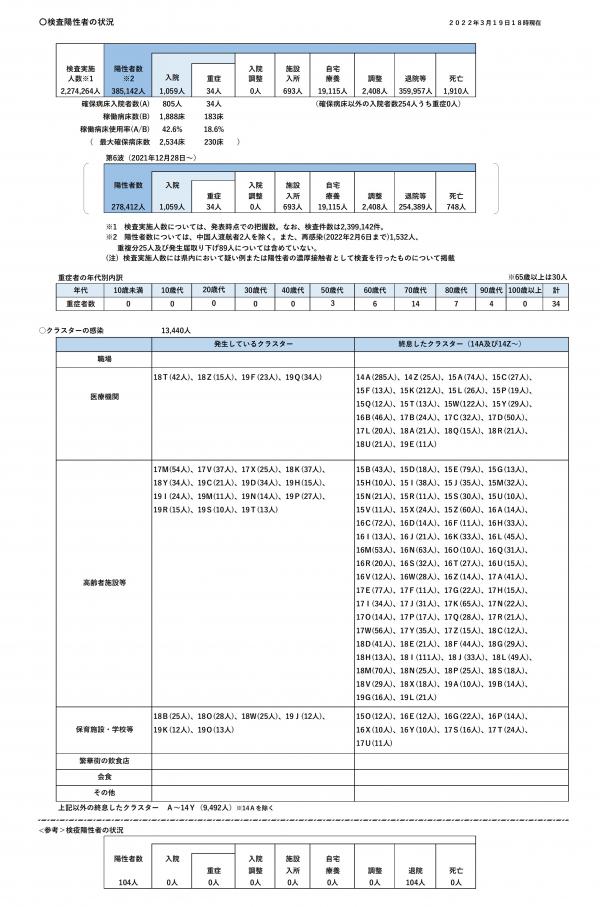 〇検査陽性者の状況
２０２２年３月１９日１８時現在
検査実施人数※1 陽性者数※2 入院 重症 入院調整 施設入所 自宅療養 調整 退院等 死亡
2,274,264人 385,142人 1,059人 34人 0人 693人 19,115人 2,408人 359,957人 1,910人
確保病床入院者数(A) 805人 34人 (確保病床以外の入院者数254人うち重症0人)
稼働病床数(B) 1,888床 183床
稼働病床使用率(A/B) 42.6% 18.6%
( 最大確保病床数 2,534床 230床 )
第6波（2021年12月28日～）
陽性者数 入院 重症 入院調整 施設入所 自宅療養 調整 退院等 死亡
278,412人 1,059人 34人 0人 693人 19,115人 2,408人 254,389人 748人
※1 検査実施人数については、発表時点での把握数。なお、検査件数は2,399,142件。
※2 陽性者数については、中国人渡航者2人を除く。また、再感染(2022年2月6日まで)1,532人、
重複分25人及び発生届取り下げ89人については含めていない。
(注) 検査実施人数には県内において疑い例または陽性者の濃厚接触者として検査を行ったものについて掲載
重症者の年代別内訳
※65歳以上は30人
年代 10歳未満 10歳代 20歳代 30歳代 40歳代 50歳代 60歳代 70歳代 80歳代 90歳代 100歳以上 計
重症者数 0 0 0 0 0 3 6 14 7 4 0 34
〇クラスターの感染 13,440人
発生しているクラスター 終息したクラスター（14A及び14Z～）
職場
医療機関
18T(42人)、18Z(15人)、19F(23人)、19Q(34人)
14A(285人)、14Z(25人)、15A(74人)、15C(27人)、
15F(13人)、15K(212人)、15L(26人)、15P(19人)、
15Q(12人)、15T(13人)、15W(122人)、15Y(29人)、
16B(46人)、17B(24人)、17C(32人)、17D(50人)、
17L(20人)、18A(21人)、18Q(15人)、18R(21人)、
18U(21人)、19E(11人)
高齢者施設等
17M(54人)、17V(37人)、17X(25人)、18K(37人)、
18Y(34人)、19C(21人)、19D(34人)、19H(15人)、
19I(24人)、19M(11人)、19N(14人)、19P(27人)、
19R(15人)、19S(10人)、19T(13人)
15B(43人)、15D(18人)、15E(79人)、15G(13人)、
15H(10人)、15I(38人)、15J(35人)、15M(32人)、
15N(21人)、15R(11人)、15S(30人)、15U(10人)、
15V(11人)、15X(24人)、15Z(60人)、16A(14人)、
16C(72人)、16D(14人)、16F(11人)、16H(33人)、
16I(13人)、16J(21人)、16K(33人)、16L(45人)、
16M(53人)、16N(63人)、16O(10人)、16Q(31人)、
16R(20人)、16S(32人)、16T(27人)、16U(15人)、
16V(12人)、16W(28人)、16Z(14人)、17A(41人)、
17E(77人)、17F(11人)、17G(22人)、17H(15人)、
17I(34人)、17J(31人)、17K(65人)、17N(22人)、
17O(14人)、17P(17人)、17Q(28人)、17R(21人)、
17W(56人)、17Y(35人)、17Z(15人)、18C(12人)、
18D(41人)、18E(21人)、18F(44人)、18G(29人)、
18H(13人)、18I(111人)、18J(33人)、18L(49人)、
18M(70人)、18N(25人)、18P(25人)、18S(18人)、
18V(29人)、18X(18人)、19A(10人)、19B(14人)、
19G(16人)、19L(21人)
保育施設・学校等
18B(25人)、18O(28人)、18W(25人)、19J(12人)、
19K(12人)、19O(13人)
15O(12人)、16E(12人)、16G(22人)、16P(14人)、
16X(10人)、16Y(10人)、17S(16人)、17T(24人)、
17U(11人)
繁華街の飲食店
会食
その他
上記以外の終息したクラスター A～14Y（9,492人）※14Aを除く
＜参考＞検疫陽性者の状況
陽性者数 入院 重症 入院調整 施設入所 自宅療養 調整 退院 死亡
104人 0人 0人 0人 0人 0人 0人 104人 0人